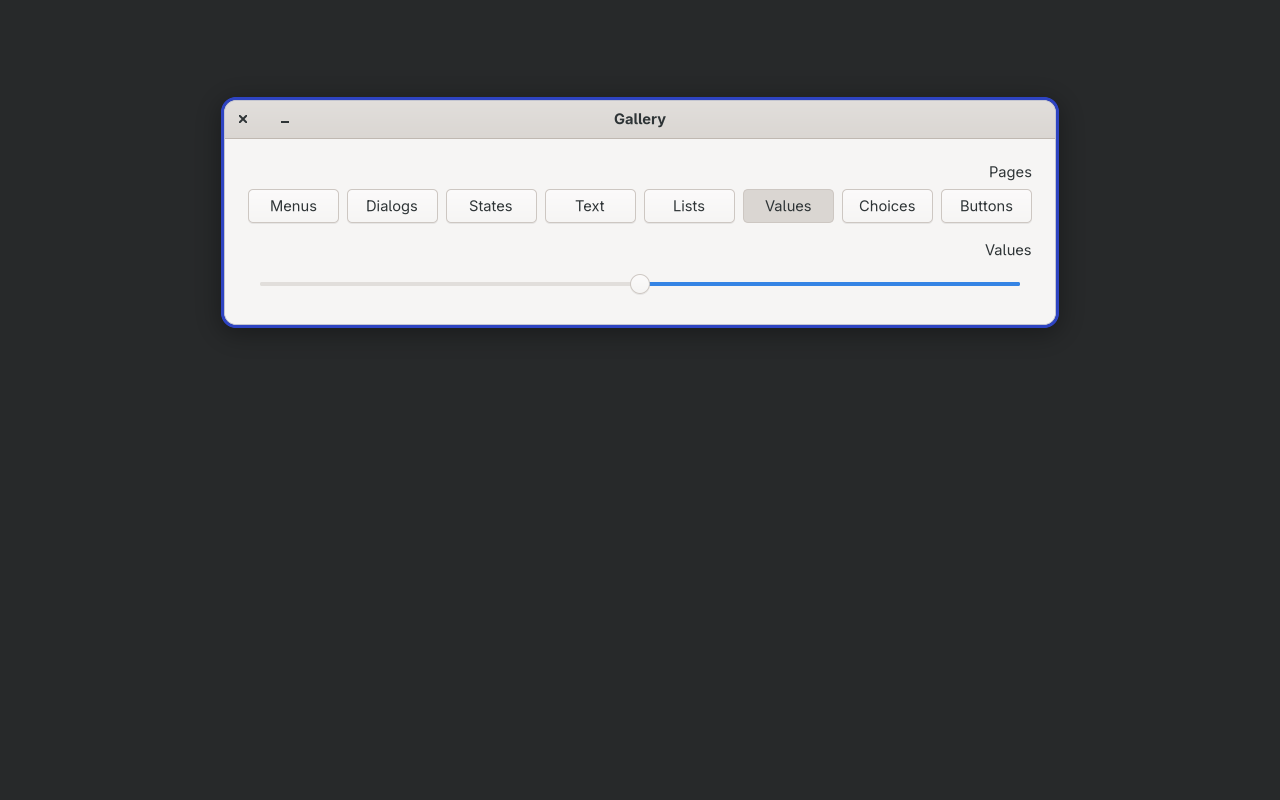 Gallery
Pages
Buttons Choices Values Lists Text States Dialogs Menus
Values